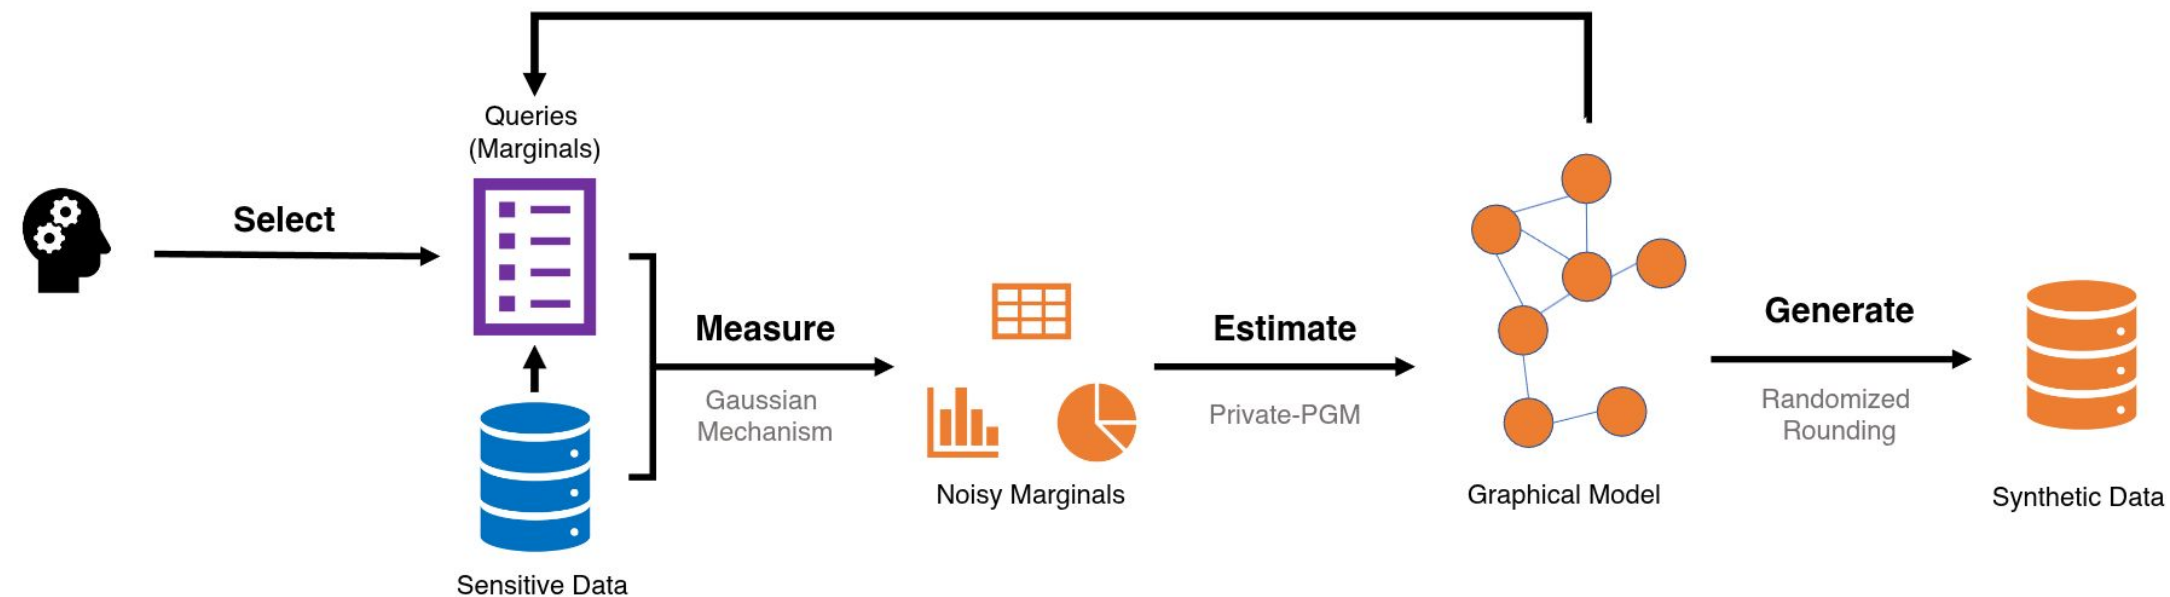 Queries
(Marginals)
Select
Measure
Gaussian
Mechanism
Estimate
Private-PGM
Generate
Randomized
Rounding
Noisy Marginals
Graphical Model
Synthetic Data
Sensitive Data